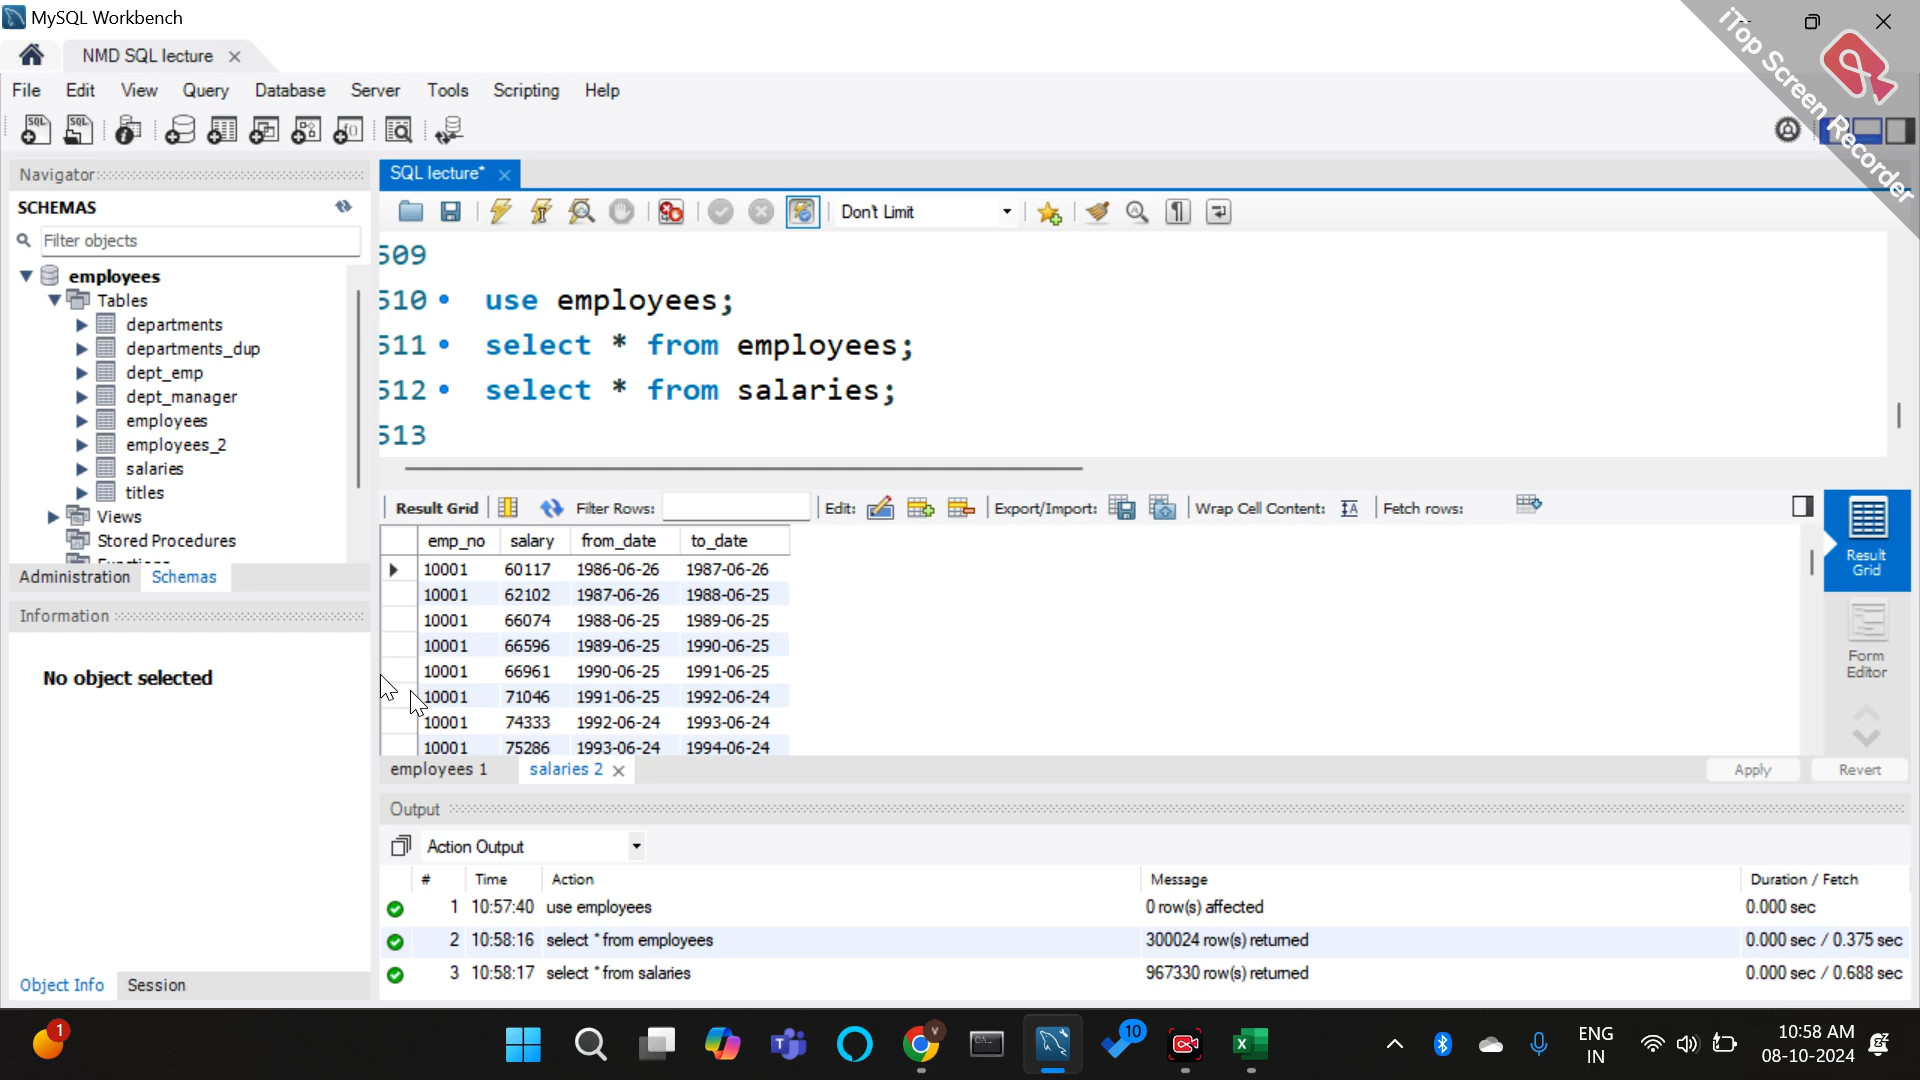 MySQL Workbench
iTop Screen Recorder
NMD SQL lecture
File Edit View Query Database Server Tools Scripting Help
Navigator
SCHEMAS
Filter objects
employees
Tables
departments
departments_dup
dept_emp
dept_manager
employees
employees_2
salaries
titles
Views
Stored Procedures
Administration Schemas
Information
No object selected
Object Info Session
SQL lecture*
Don't Limit
509
510 use employees;
511 select * from employees;
512 select * from salaries;
513
Result Grid Filter Rows: Edit: Export/Import: Wrap Cell Content: Fetch rows:
emp_no salary from_date to_date
10001 60117 1986-06-26 1987-06-26
10001 62102 1987-06-26 1988-06-25
10001 66074 1988-06-25 1989-06-25
10001 66596 1989-06-25 1990-06-25
10001 66961 1990-06-25 1991-06-25
10001 71046 1991-06-25 1992-06-24
10001 74333 1992-06-24 1993-06-24
10001 75286 1993-06-24 1994-06-24
Result
Grid
Form
Editor
employees 1 salaries 2 Apply Revert
Output
Action Output
# Time Action Message Duration / Fetch
1 10:57:40 use employees 0 row(s) affected 0.000 sec
2 10:58:16 select * from employees 300024 row(s) returned 0.000 sec / 0.375 sec
3 10:58:17 select * from salaries 967330 row(s) returned 0.000 sec / 0.688 sec
1
V
10
ENG
IN
10:58 AM
08-10-2024